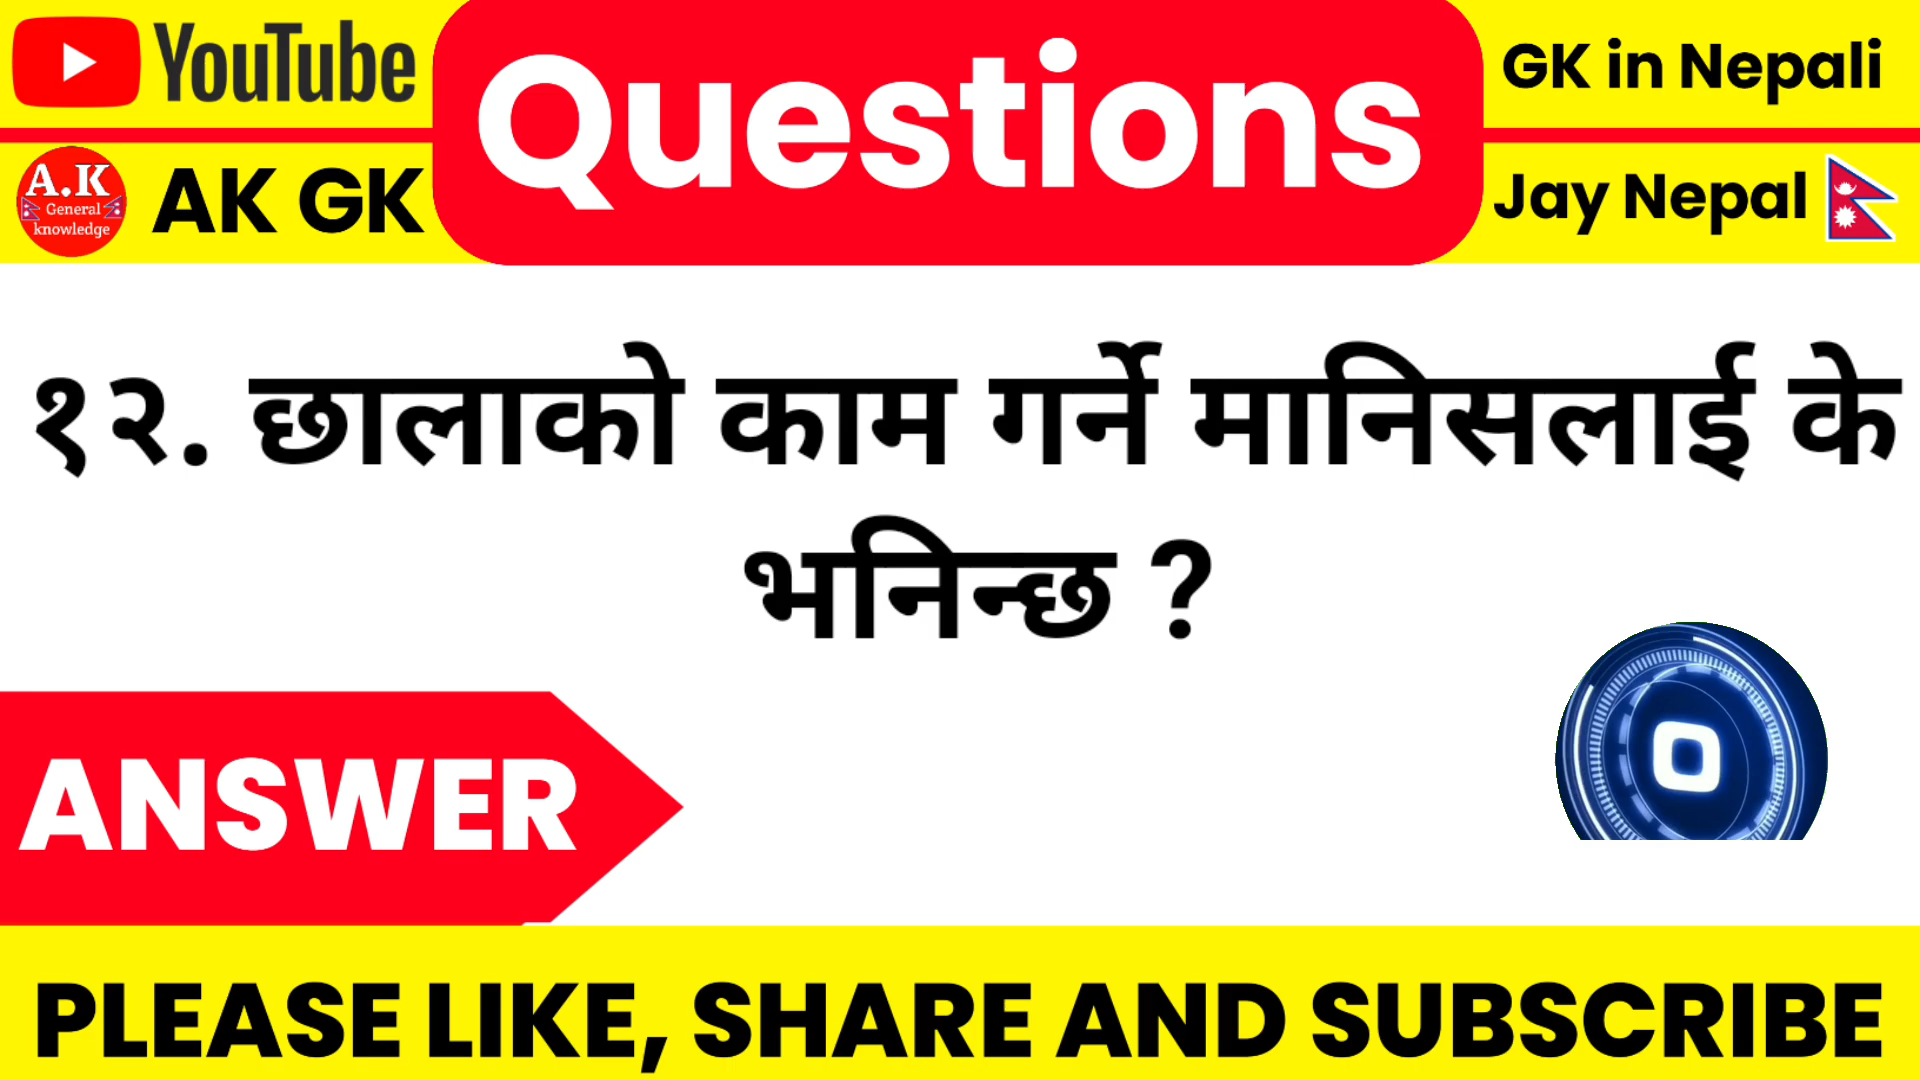 YouTube
Questions
GK in Nepali
A.K
General
knowledge
AK GK
Jay Nepal
१२. छालाको काम गर्ने मानिसलाई के
भनिन्छ ?
0
ANSWER
PLEASE LIKE, SHARE AND SUBSCRIBE